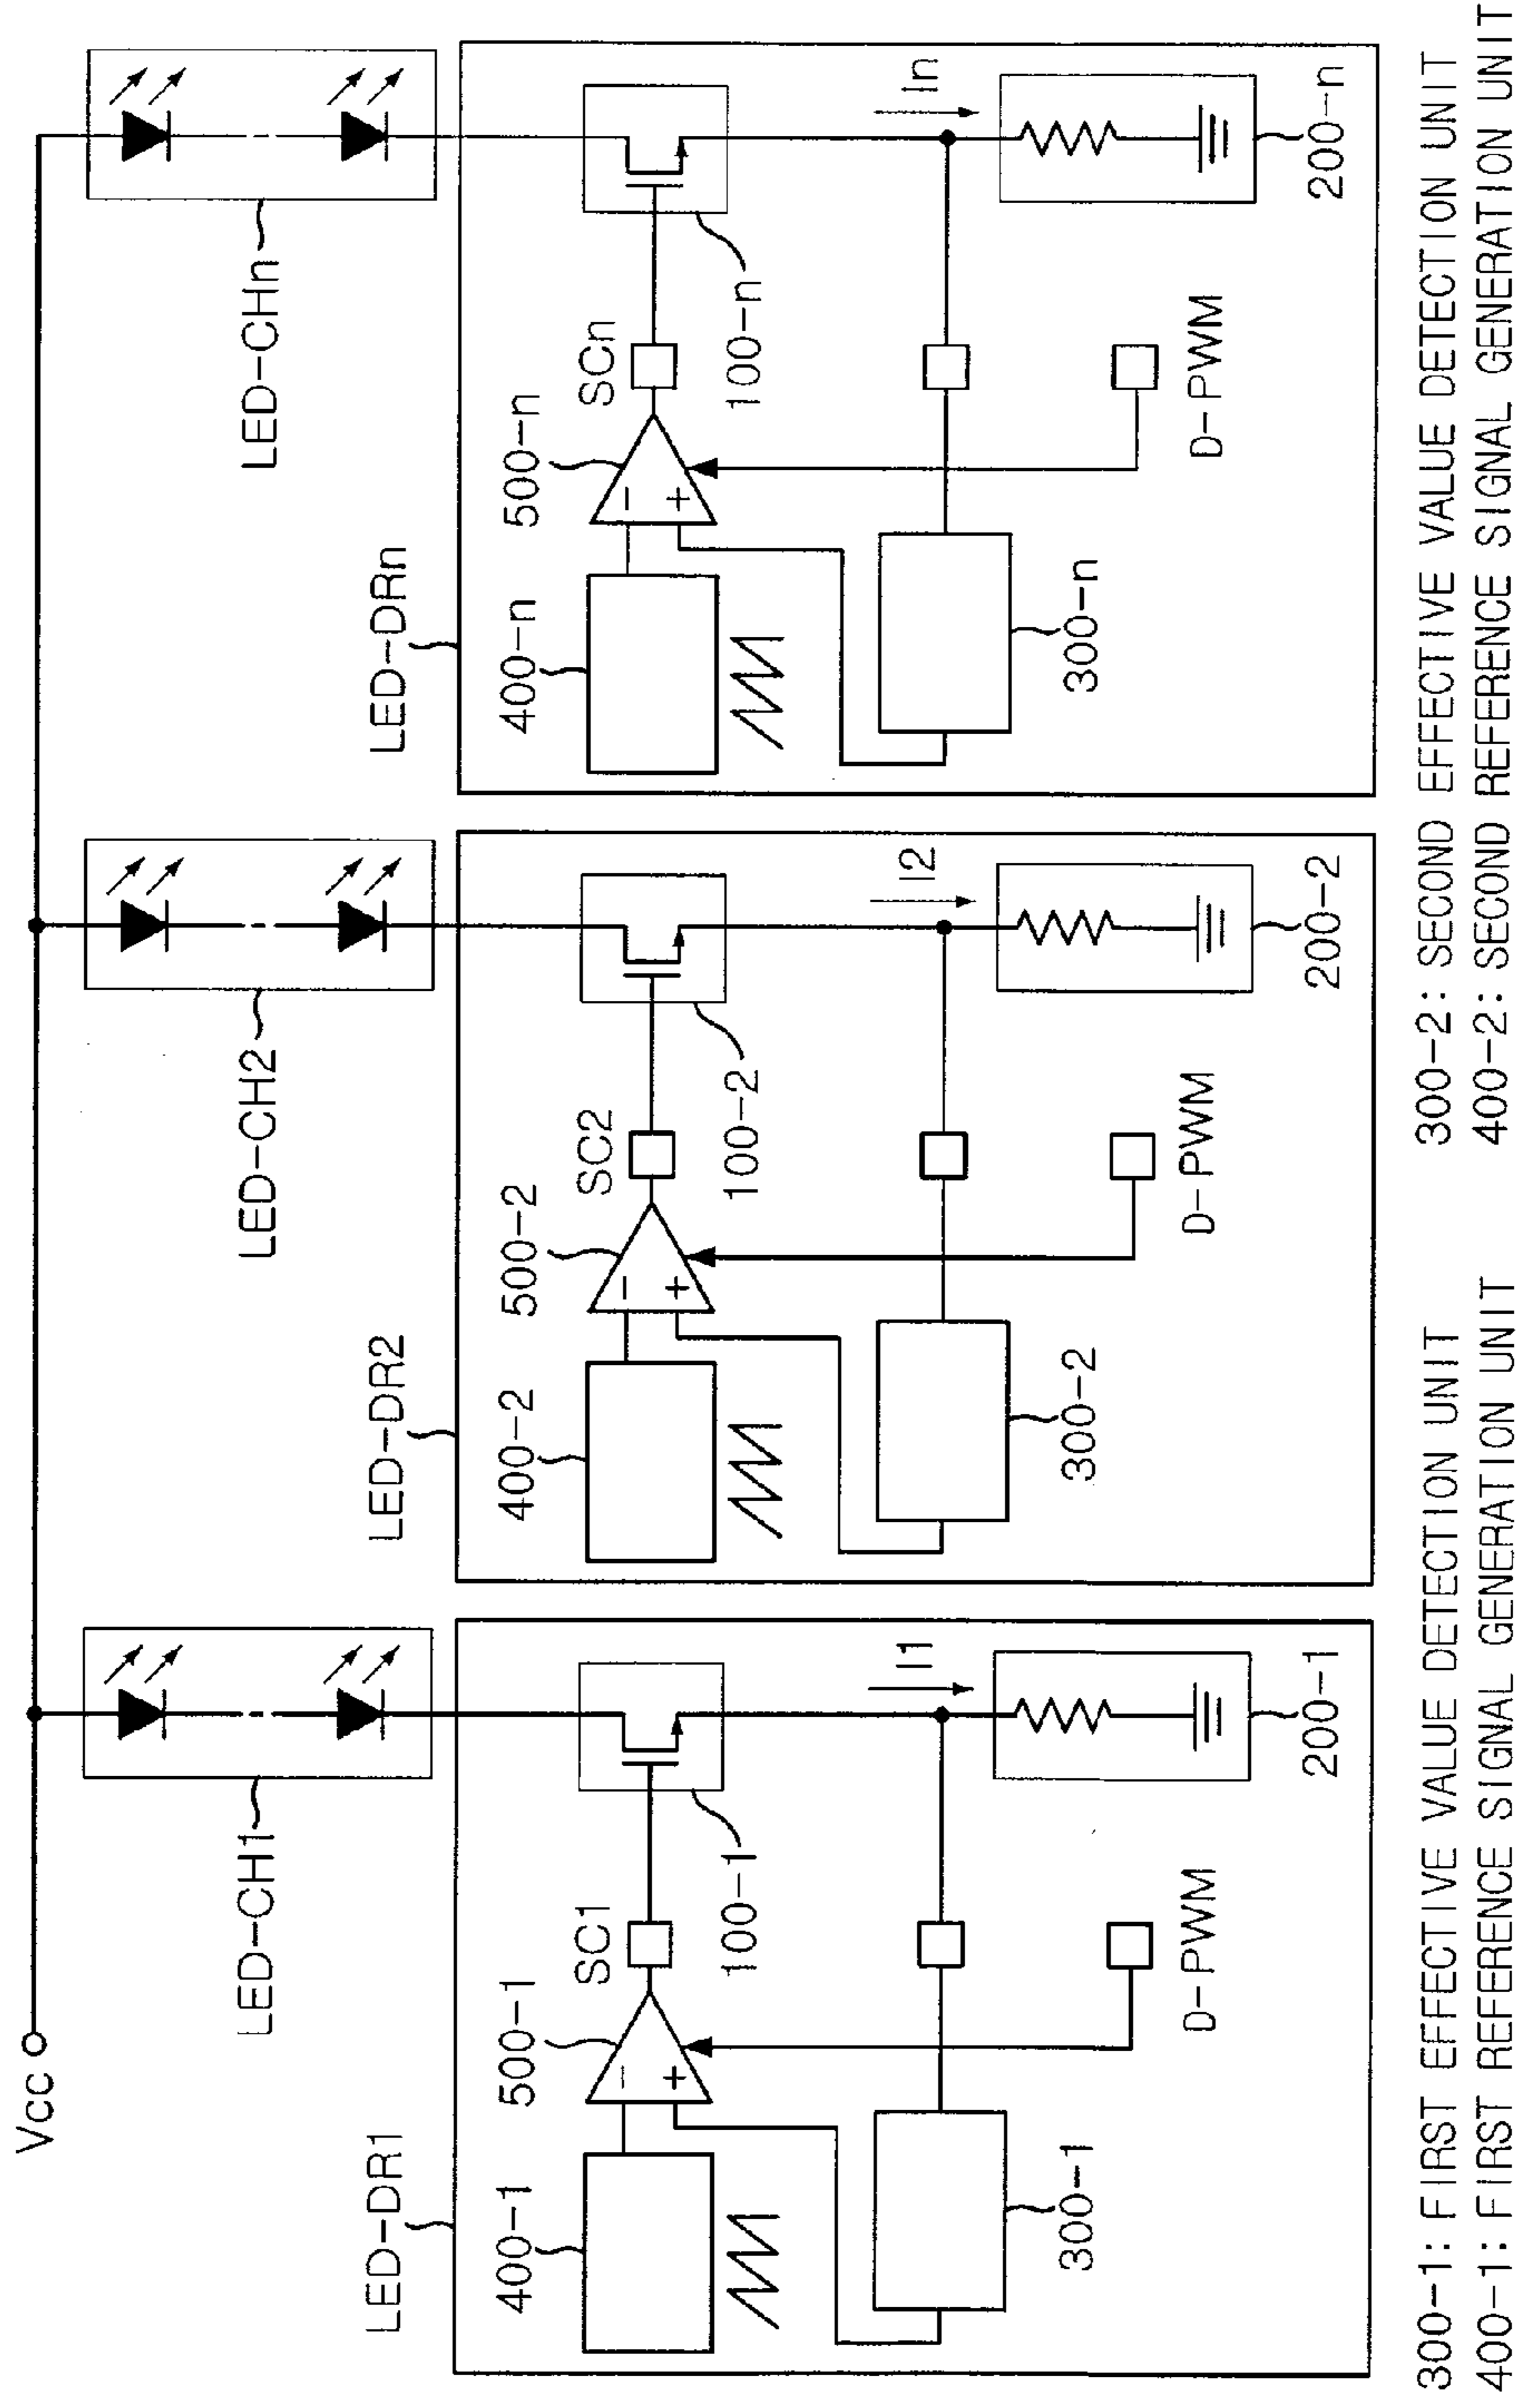 Vcc
LED-CH1
LED-CH2
LED-CHn
LED-DR1
LED-DR2
LED-DRn
400-1
500-1
SC1
100-1
I1
200-1
300-1
D-PWM
-
+
400-2
500-2
SC2
100-2
I2
200-2
300-2
D-PWM
-
+
400-n
500-n
SCn
100-n
In
200-n
300-n
D-PWM
-
+
300-1: FIRST EFFECTIVE VALUE DETECTION UNIT
400-1: FIRST REFERENCE SIGNAL GENERATION UNIT
300-2: SECOND EFFECTIVE VALUE DETECTION UNIT
400-2: SECOND REFERENCE SIGNAL GENERATION UNIT